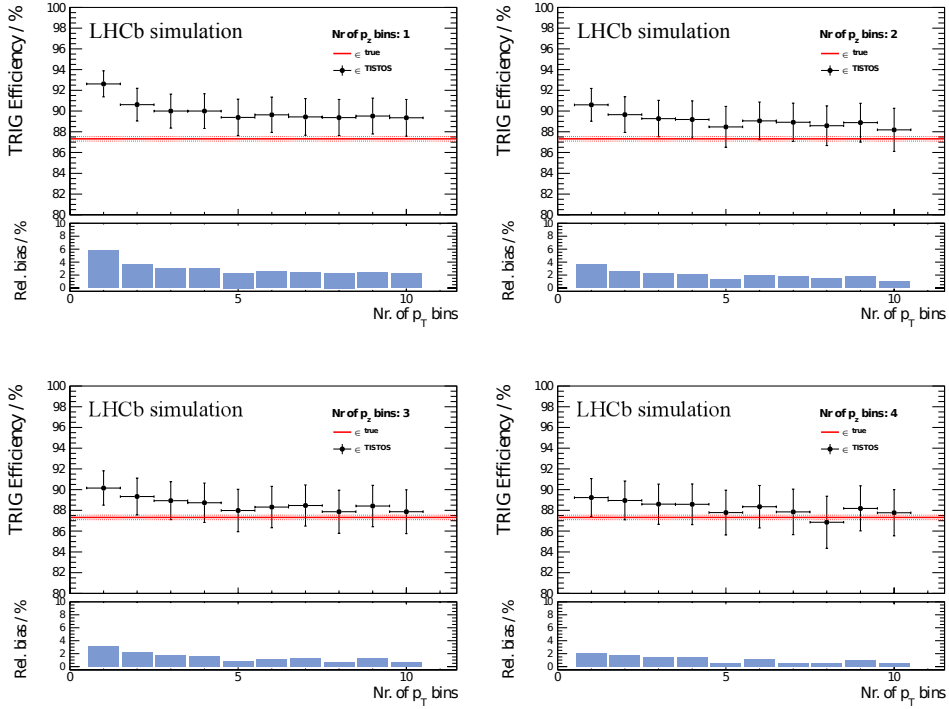 LHCb simulation
Nr of p_z bins: 1
∈ true
∈ TISTOS
TRIG Efficiency / %
100
98
96
94
92
90
88
86
84
82
80
Rel. bias / %
10
8
6
4
2
0
0 5 10
Nr. of p_T bins
LHCb simulation
Nr of p_z bins: 2
∈ true
∈ TISTOS
TRIG Efficiency / %
100
98
96
94
92
90
88
86
84
82
80
Rel. bias / %
10
8
6
4
2
0
0 5 10
Nr. of p_T bins
LHCb simulation
Nr of p_z bins: 3
∈ true
∈ TISTOS
TRIG Efficiency / %
100
98
96
94
92
90
88
86
84
82
80
Rel. bias / %
10
8
6
4
2
0
0 5 10
Nr. of p_T bins
LHCb simulation
Nr of p_z bins: 4
∈ true
∈ TISTOS
TRIG Efficiency / %
100
98
96
94
92
90
88
86
84
82
80
Rel. bias / %
10
8
6
4
2
0
0 5 10
Nr. of p_T bins